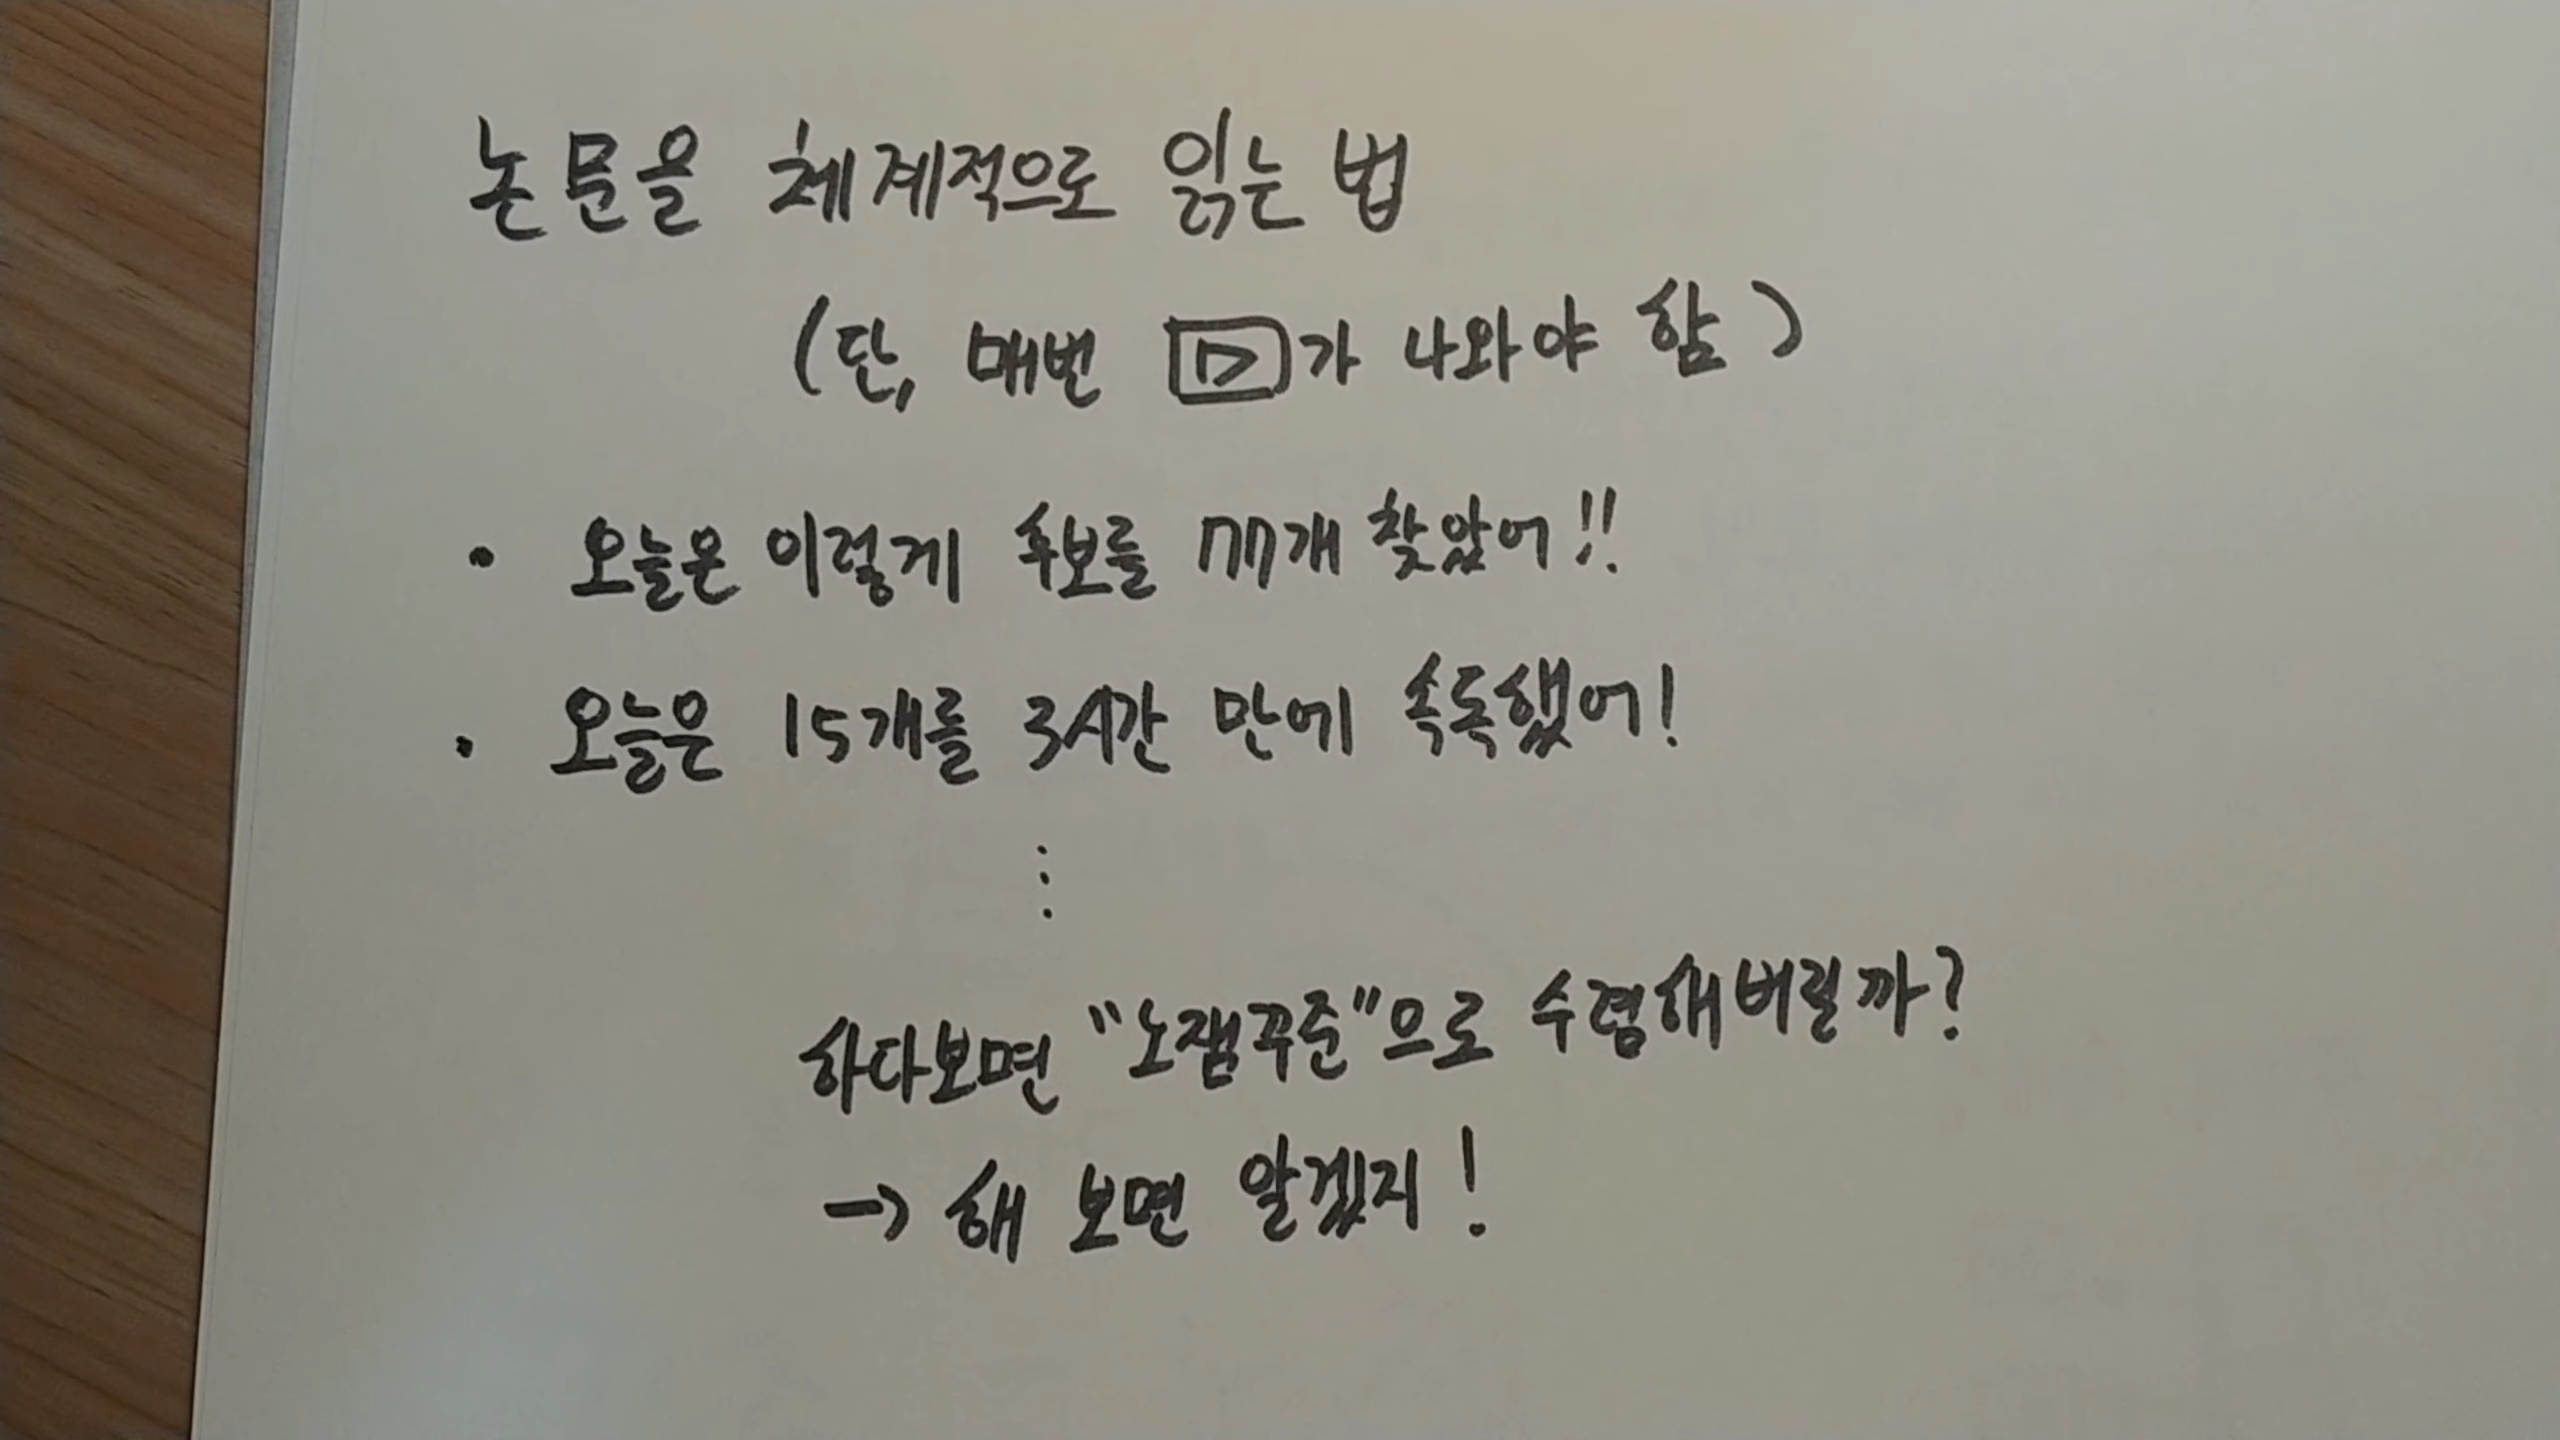 논문을 체계적으로 읽는 법
(단, 매번 ▷가 나와야 함)
• 오늘은 이렇게 후보를 777개 찾았어!!
• 오늘은 15개를 3시간 만에 속독했어!
⋮
하다보면 "노잼꾸준"으로 수렴해버릴까?
→ 해 보면 알겠지!